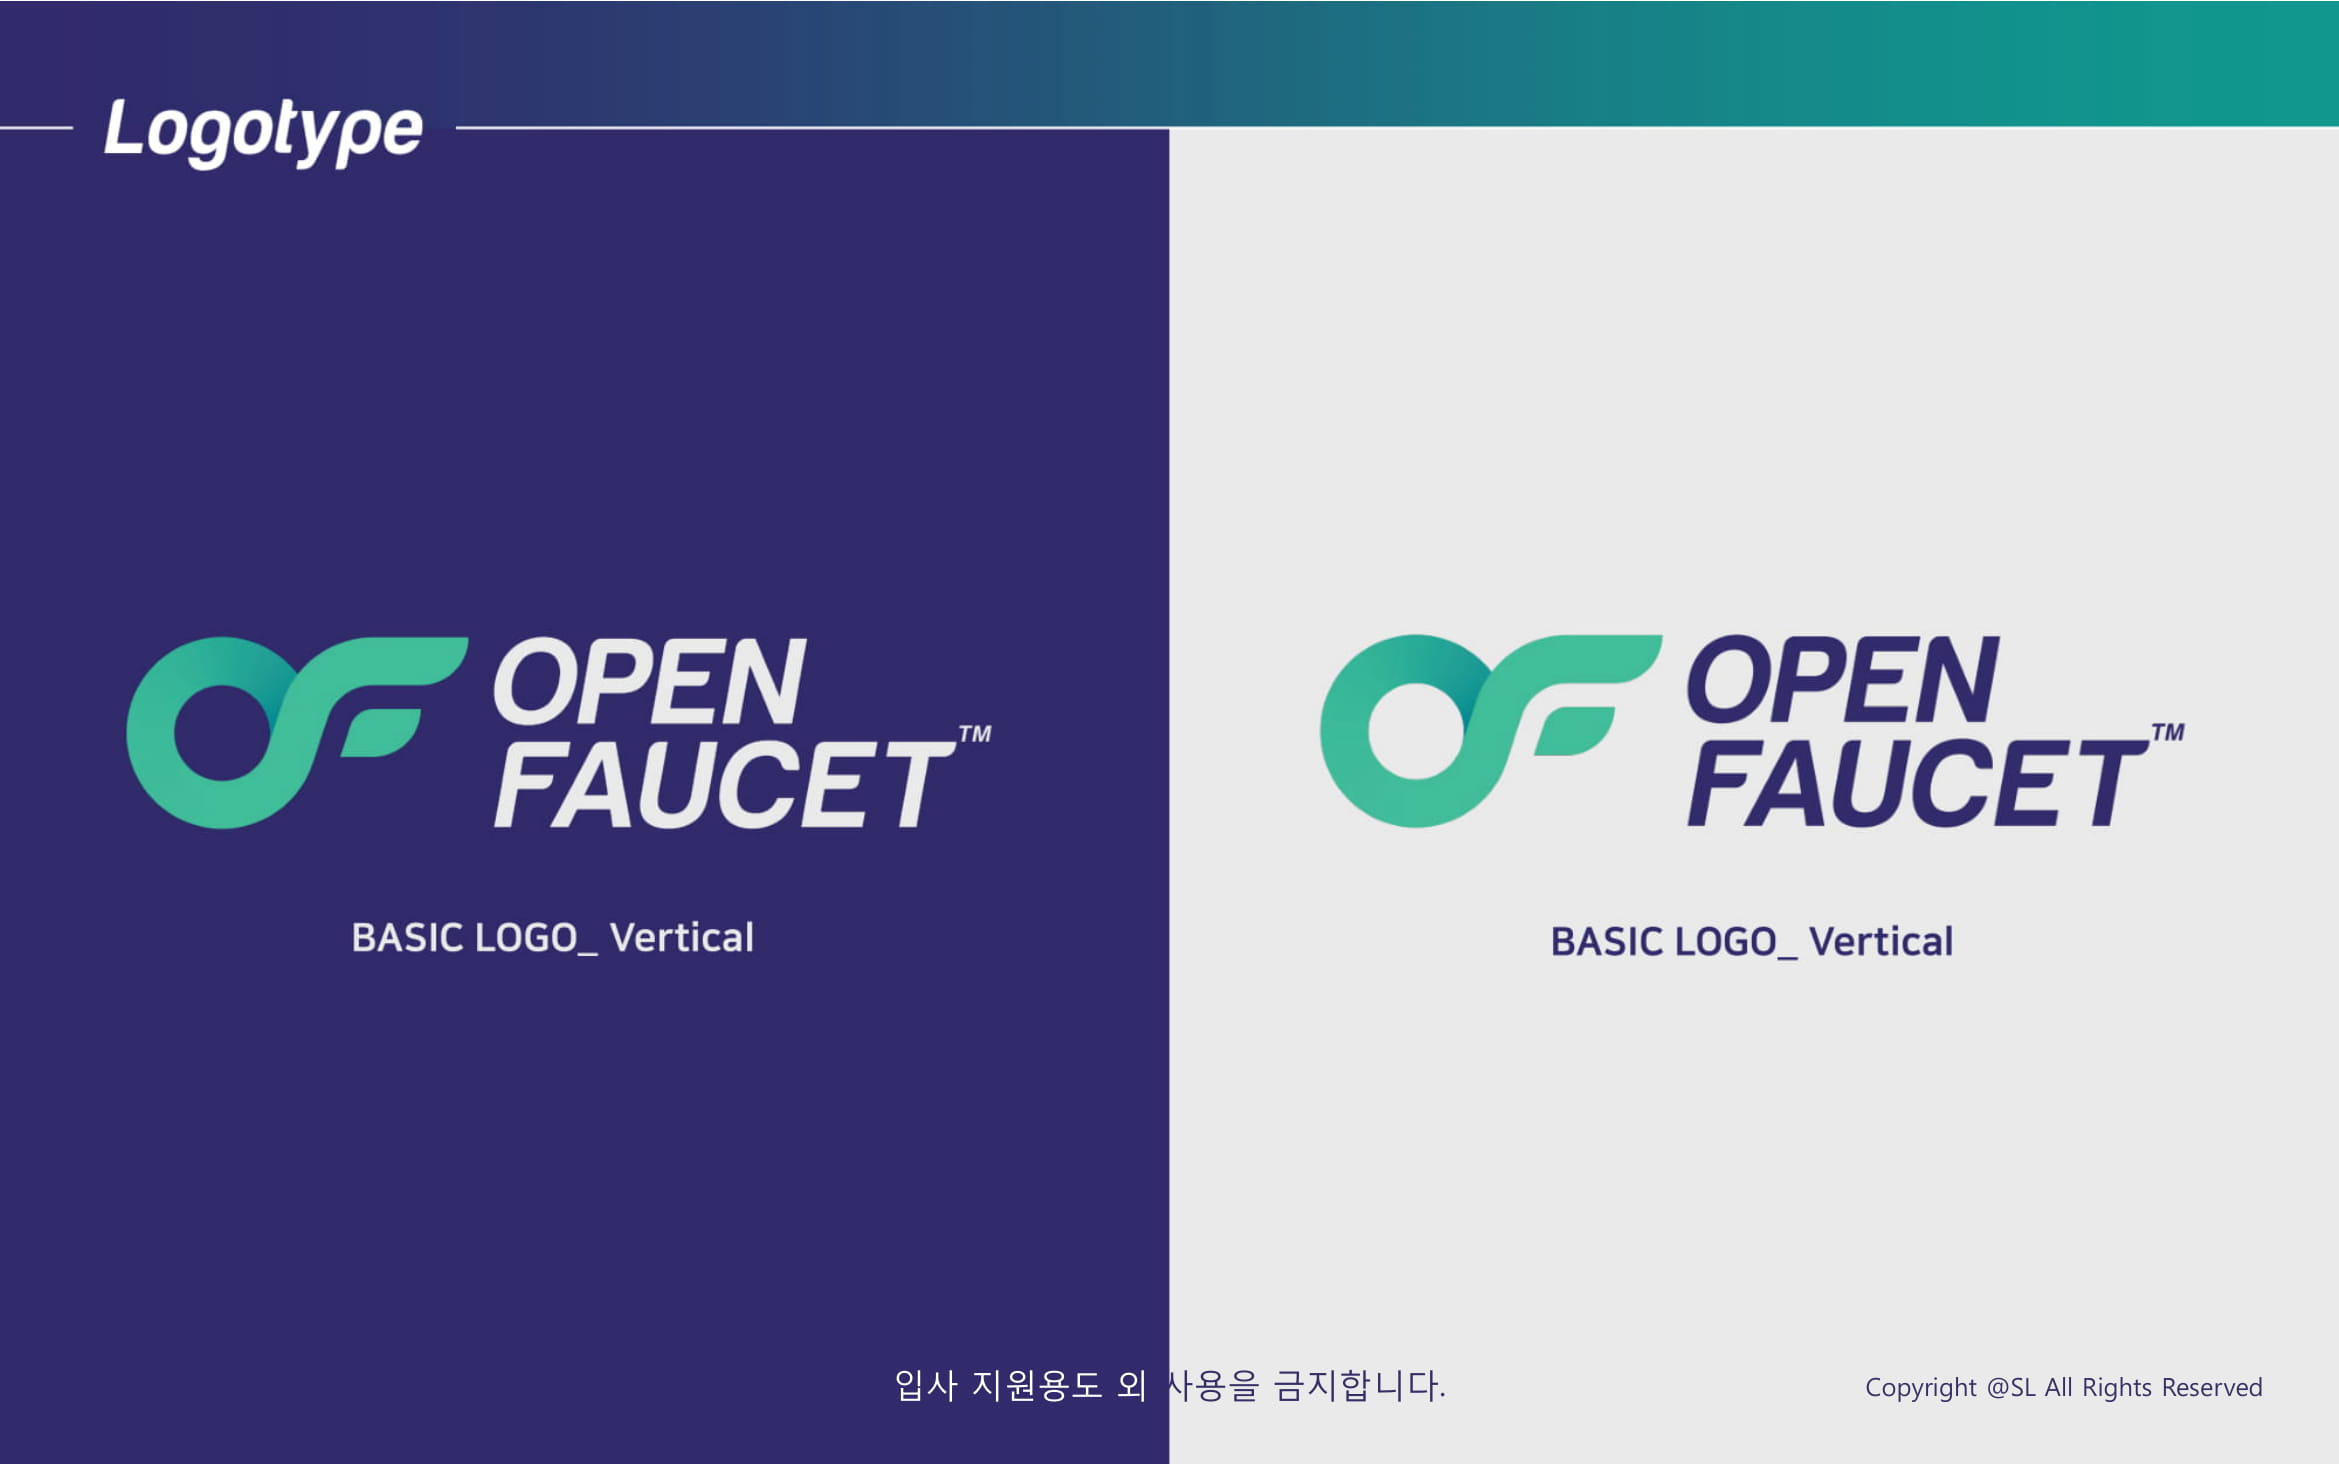 Logotype
OPEN
FAUCET™
BASIC LOGO_ Vertical
OPEN
FAUCET™
BASIC LOGO_ Vertical
입사 지원용도 외 사용을 금지합니다.
Copyright @SL All Rights Reserved